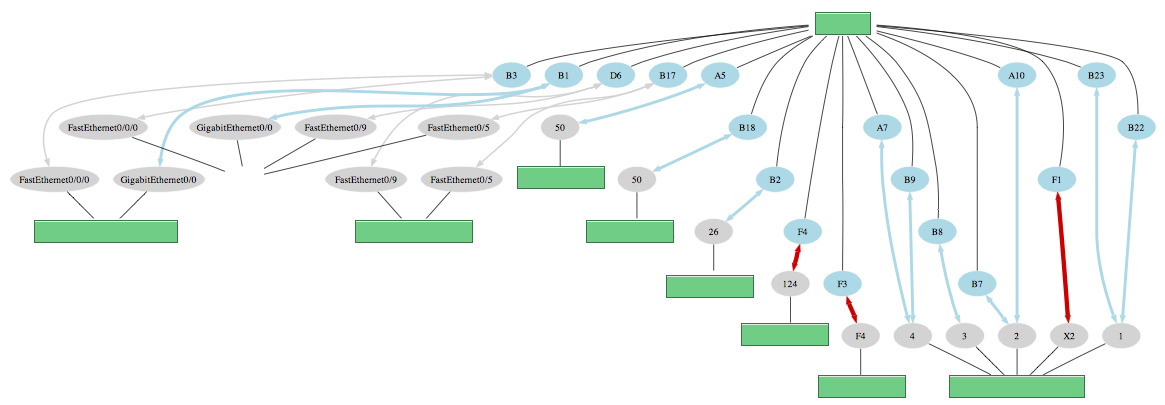 B3 B1 D6 B17 A5 A10 B23
FastEthernet0/0/0 GigabitEthernet0/0 FastEthernet0/9 FastEthernet0/5 50 B18 A7 B22
FastEthernet0/0/0 GigabitEthernet0/0 FastEthernet0/9 FastEthernet0/5 50 B2 B9 F1
26 F4 B8
124 F3 B7
F4 4 3 2 X2 1